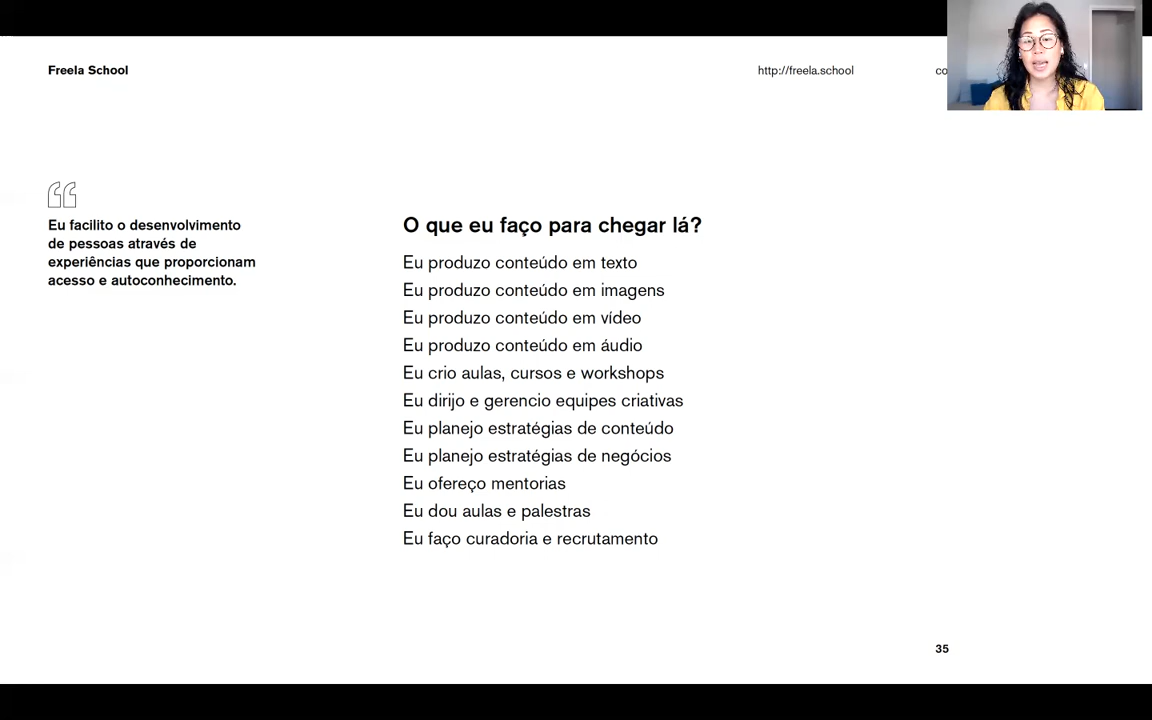 Freela School
http://freela.school
co
Eu facilito o desenvolvimento
de pessoas através de
experiências que proporcionam
acesso e autoconhecimento.
O que eu faço para chegar lá?
Eu produzo conteúdo em texto
Eu produzo conteúdo em imagens
Eu produzo conteúdo em vídeo
Eu produzo conteúdo em áudio
Eu crio aulas, cursos e workshops
Eu dirijo e gerencio equipes criativas
Eu planejo estratégias de conteúdo
Eu planejo estratégias de negócios
Eu ofereço mentorias
Eu dou aulas e palestras
Eu faço curadoria e recrutamento
35